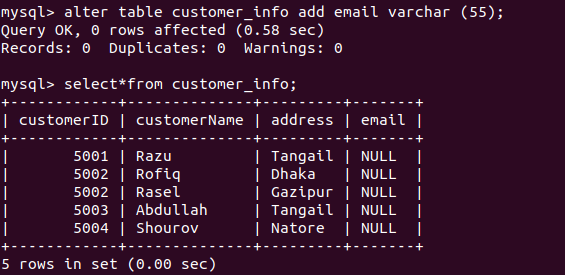 mysql> alter table customer_info add email varchar (55);
Query OK, 0 rows affected (0.58 sec)
Records: 0  Duplicates: 0  Warnings: 0

mysql> select*from customer_info;
+------------+--------------+---------+-------+
| customerID | customerName | address | email |
+------------+--------------+---------+-------+
|       5001 | Razu         | Tangail | NULL  |
|       5002 | Rofiq        | Dhaka   | NULL  |
|       5002 | Rasel        | Gazipur | NULL  |
|       5003 | Abdullah     | Tangail | NULL  |
|       5004 | Shourov      | Natore  | NULL  |
+------------+--------------+---------+-------+
5 rows in set (0.00 sec)